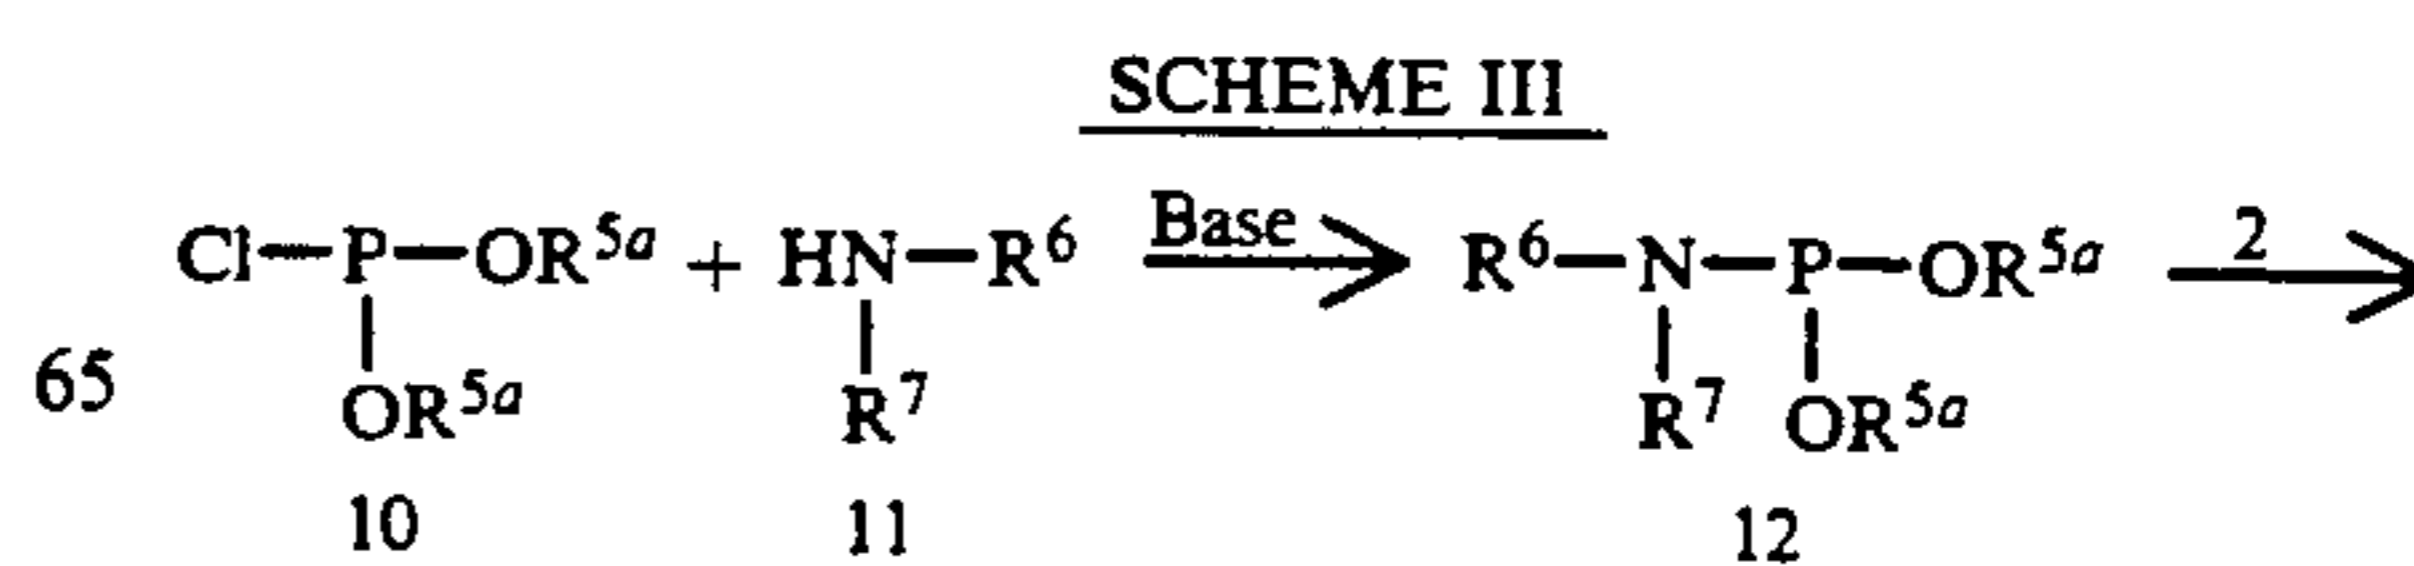 SCHEME III
Cl—P—OR5a + HN—R6 Base R6—N—P—OR5a 2
65 OR5a R7 R7 OR5a
10 11 12